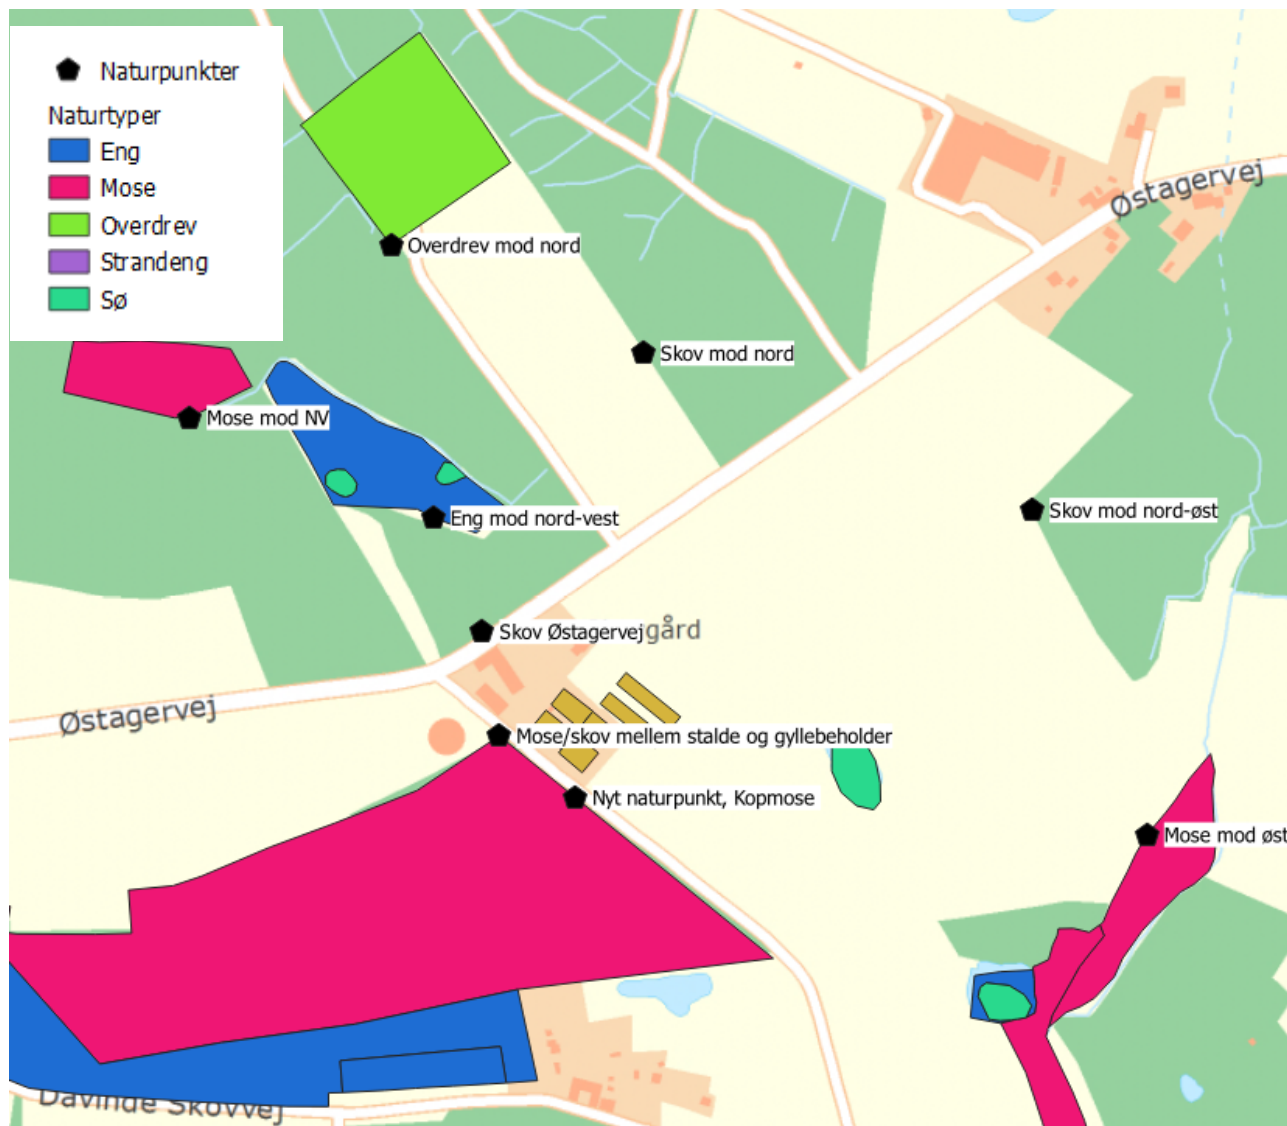 Naturpunkter
Naturtyper
Eng
Mose
Overdrev
Strandeng
Sø
Østagervej
Overdrev mod nord
Skov mod nord
Mose mod NV
Skov mod nord-øst
Eng mod nord-vest
Skov Østagervej
gård
Østagervej
Mose/skov mellem stalde og gyllebeholder
Nyt naturpunkt, Kopmose
Mose mod øst
Davinde Skovvej